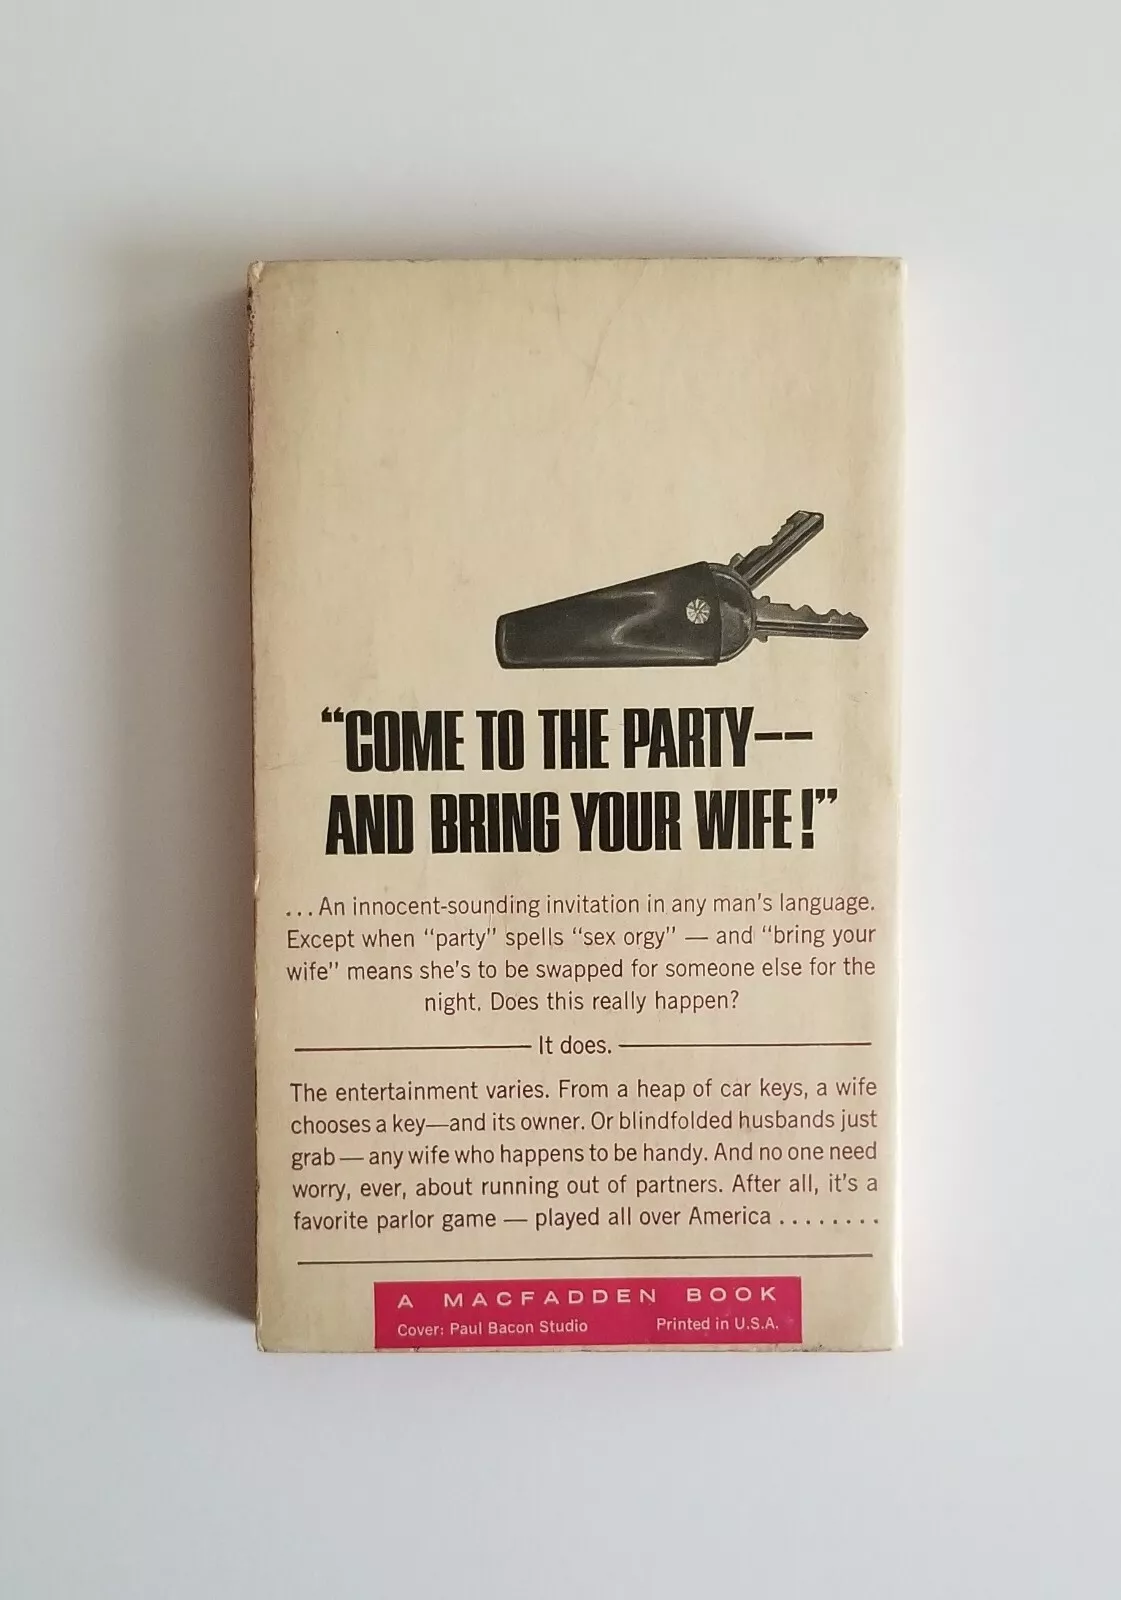 “COME TO THE PARTY--
AND BRING YOUR WIFE!”
...An innocent-sounding invitation in any man's language.
Except when “party” spells “sex orgy” — and “bring your
wife” means she's to be swapped for someone else for the
night. Does this really happen?
It does.
The entertainment varies. From a heap of car keys, a wife
chooses a key—and its owner. Or blindfolded husbands just
grab — any wife who happens to be handy. And no one need
worry, ever, about running out of partners. After all, it's a
favorite parlor game — played all over America ........
A MACFADDEN BOOK
Cover: Paul Bacon Studio Printed in U.S.A.